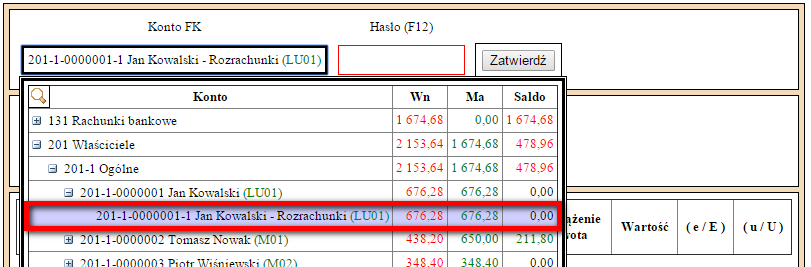 Konto FK Hasło (F12)
201-1-0000001-1 Jan Kowalski - Rozrachunki (LU01) Zatwierdź
Konto Wn Ma Saldo
131 Rachunki bankowe 1 674,68 0,00 1 674,68
201 Właściciele 2 153,64 1 674,68 478,96
201-1 Ogólne 2 153,64 1 674,68 478,96
201-1-0000001 Jan Kowalski (LU01) 676,28 676,28 0,00
201-1-0000001-1 Jan Kowalski - Rozrachunki (LU01) 676,28 676,28 0,00
201-1-0000002 Tomasz Nowak (M01) 438,20 650,00 211,80
201-1-0000003 Piotr Wiśniewski (M02) 348,40 348,40 0,00
ążenie
wota Wartość ( e / E ) ( u / U )